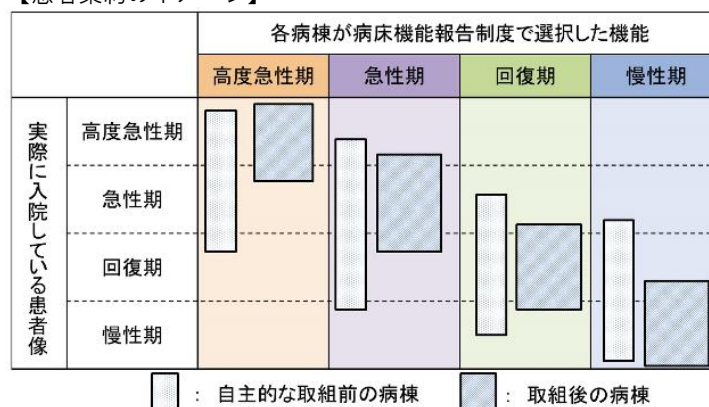 【患者集約のイメージ】
各病棟が病床機能報告制度で選択した機能
高度急性期 急性期 回復期 慢性期
実際に入院している患者像
高度急性期
急性期
回復期
慢性期
： 自主的な取組前の病棟 ： 取組後の病棟